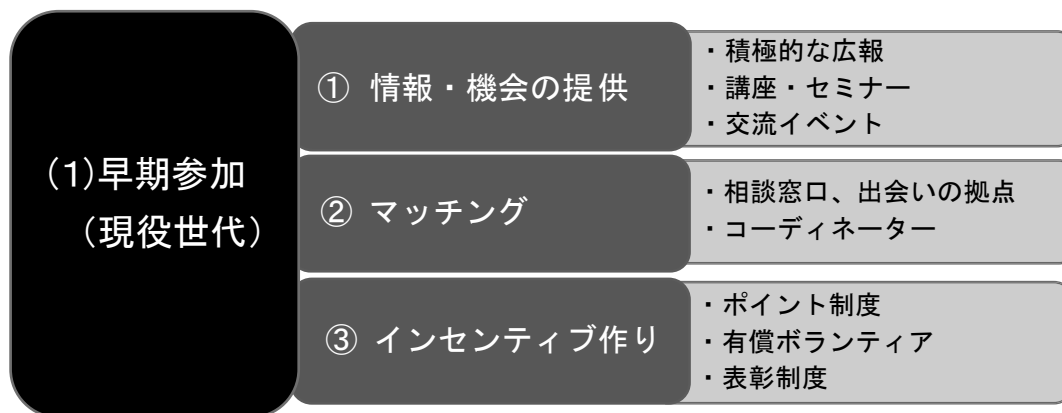 (1)早期参加
（現役世代）
① 情報・機会の提供
・積極的な広報
・講座・セミナー
・交流イベント
② マッチング
・相談窓口、出会いの拠点
・コーディネーター
③ インセンティブ作り
・ポイント制度
・有償ボランティア
・表彰制度